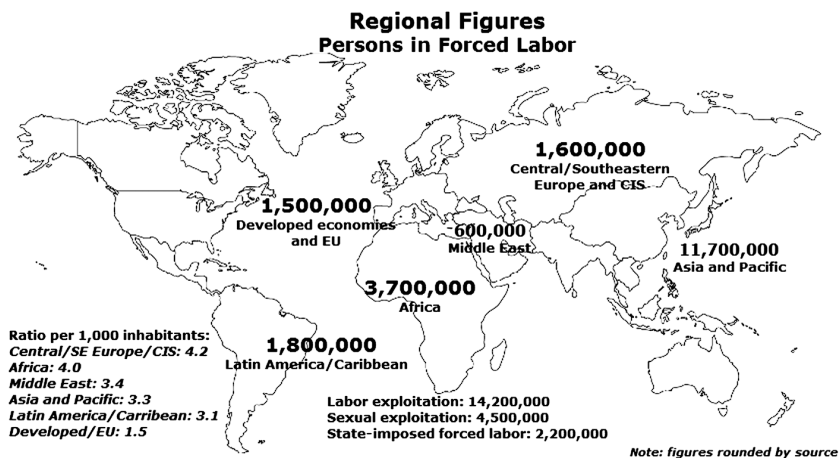 Regional Figures
Persons in Forced Labor
1,600,000
Central/Southeastern
Europe and CIS
1,500,000
Developed economies
and EU
600,000
Middle East
11,700,000
Asia and Pacific
3,700,000
Africa
1,800,000
Latin America/Caribbean
Ratio per 1,000 inhabitants:
Central/SE Europe/CIS: 4.2
Africa: 4.0
Middle East: 3.4
Asia and Pacific: 3.3
Latin America/Carribean: 3.1
Developed/EU: 1.5
Labor exploitation: 14,200,000
Sexual exploitation: 4,500,000
State-imposed forced labor: 2,200,000
Note: figures rounded by source